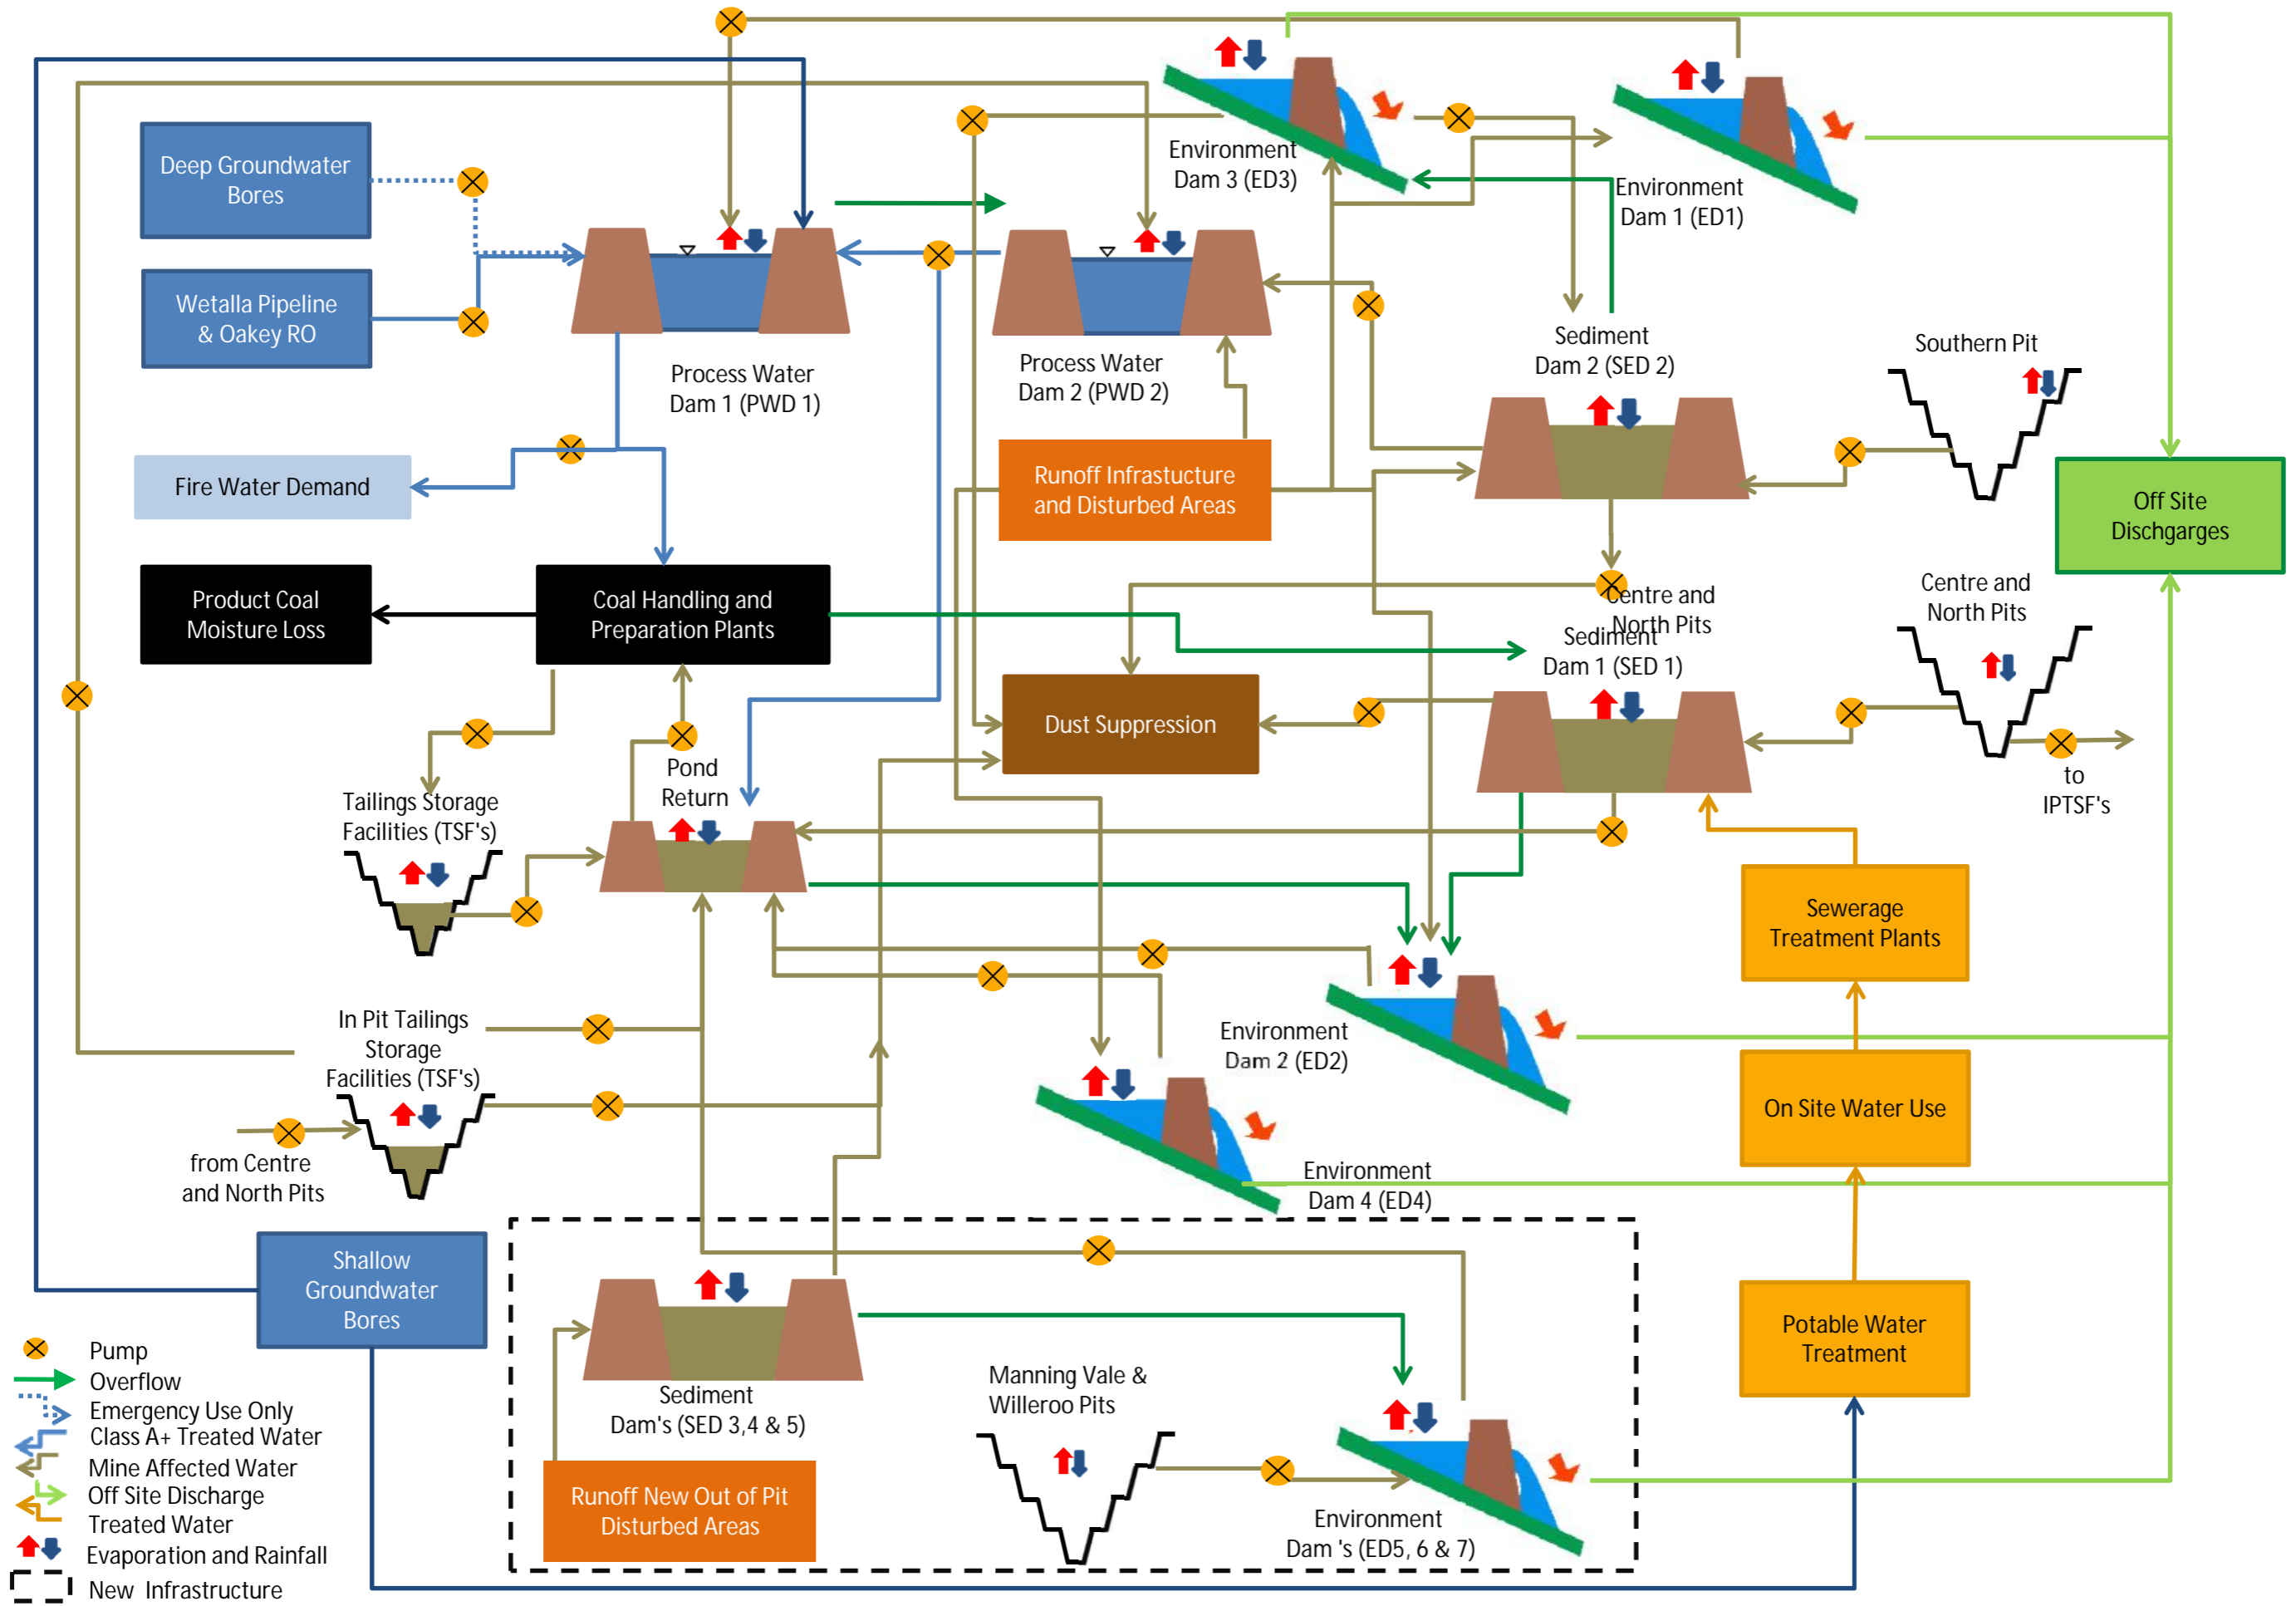 Deep Groundwater
Bores
Wetalla Pipeline
& Oakey RO
Process Water
Dam 1 (PWD 1)
Process Water
Dam 2 (PWD 2)
Environment
Dam 3 (ED3)
Environment
Dam 1 (ED1)
Sediment
Dam 2 (SED 2)
Southern Pit
Fire Water Demand
Runoff Infrastucture
and Disturbed Areas
Off Site
Dischgarges
Product Coal
Moisture Loss
Coal Handling and
Preparation Plants
Centre and
North Pits
Sediment
Dam 1 (SED 1)
Centre and
North Pits
Dust Suppression
to
IPTSF's
Pond
Return
Tailings Storage
Facilities (TSF's)
Sewerage
Treatment Plants
In Pit Tailings
Storage
Facilities (TSF's)
Environment
Dam 2 (ED2)
On Site Water Use
from Centre
and North Pits
Environment
Dam 4 (ED4)
Shallow
Groundwater
Bores
Potable Water
Treatment
Sediment
Dam's (SED 3,4 & 5)
Manning Vale &
Willeroo Pits
Runoff New Out of Pit
Disturbed Areas
Environment
Dam 's (ED5, 6 & 7)
Pump
Overflow
Emergency Use Only
Class A+ Treated Water
Mine Affected Water
Off Site Discharge
Treated Water
Evaporation and Rainfall
New Infrastructure